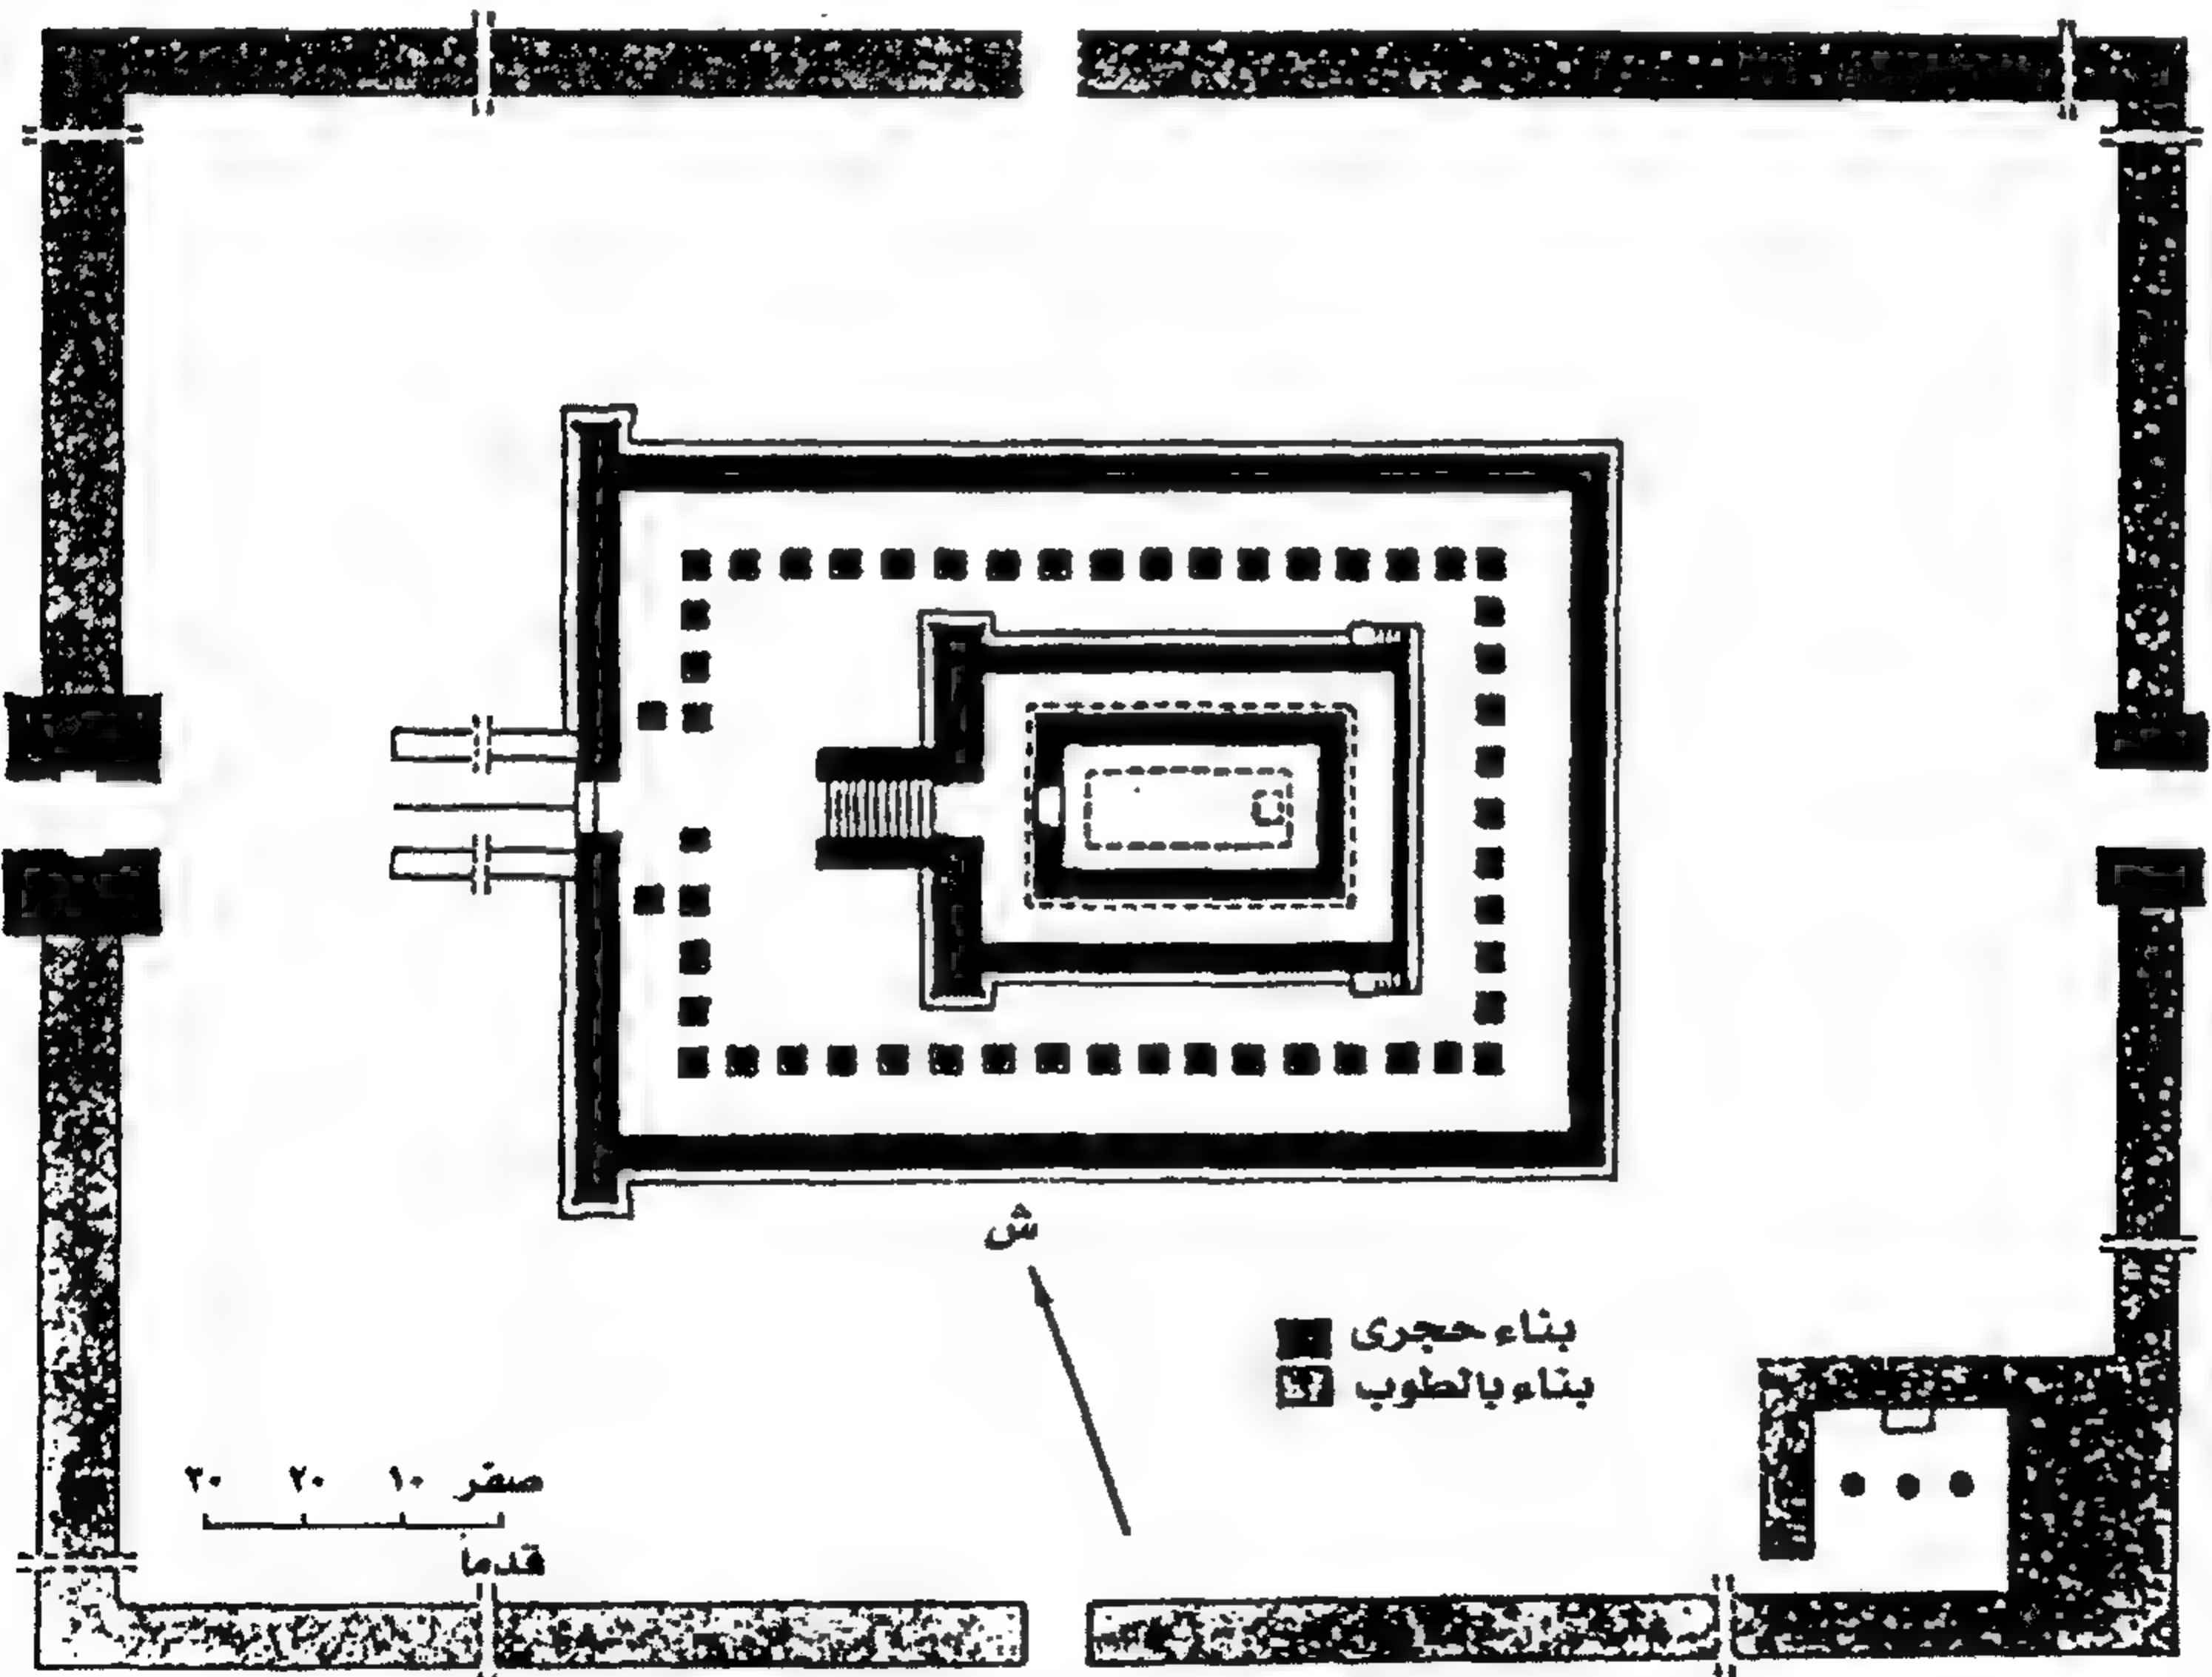 ش
بناء حجرى
بناء بالطوب
صفر ١٠ ٢٠ ٣٠
قدماً